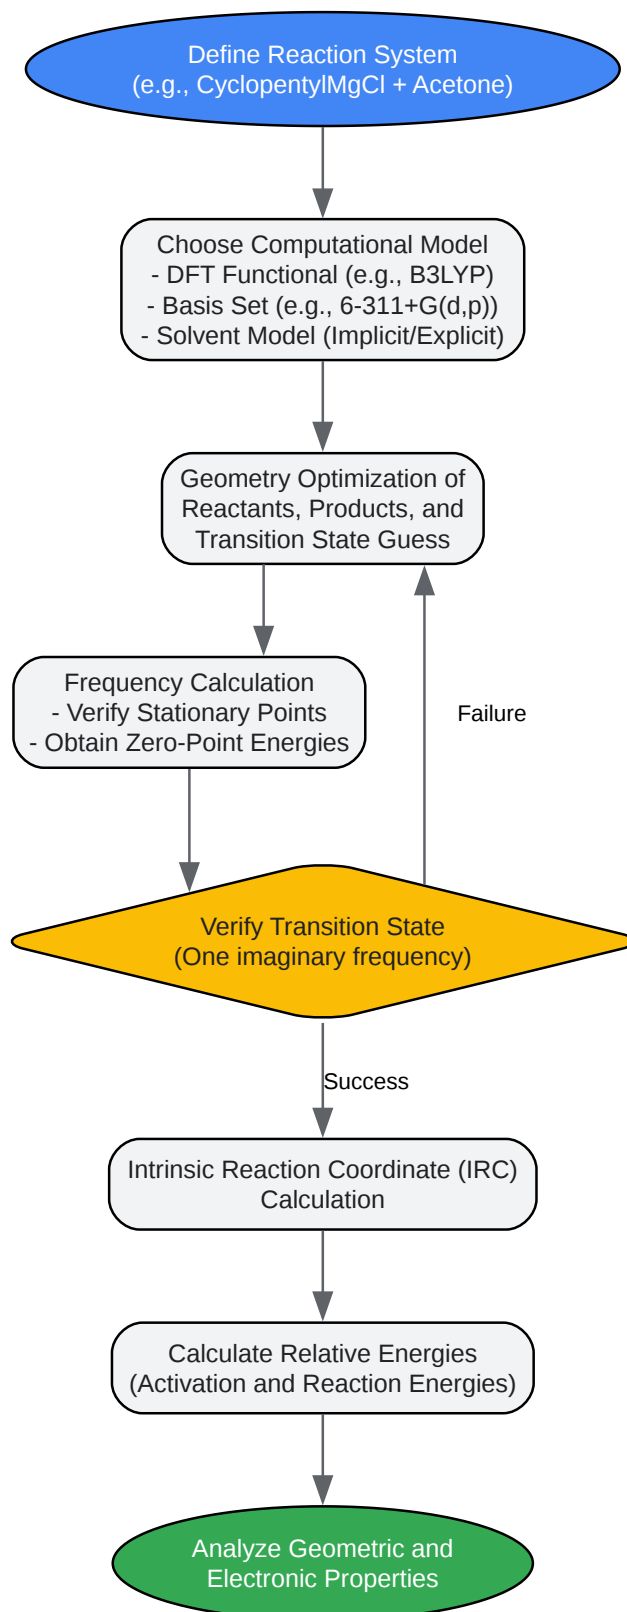 Define Reaction System
(e.g., CyclopentylMgCl + Acetone)
Choose Computational Model
- DFT Functional (e.g., B3LYP)
- Basis Set (e.g., 6-311+G(d,p))
- Solvent Model (Implicit/Explicit)
Geometry Optimization of
Reactants, Products, and
Transition State Guess
Frequency Calculation
- Verify Stationary Points
- Obtain Zero-Point Energies
Failure
Verify Transition State
(One imaginary frequency)
Success
Intrinsic Reaction Coordinate (IRC)
Calculation
Calculate Relative Energies
(Activation and Reaction Energies)
Analyze Geometric and
Electronic Properties